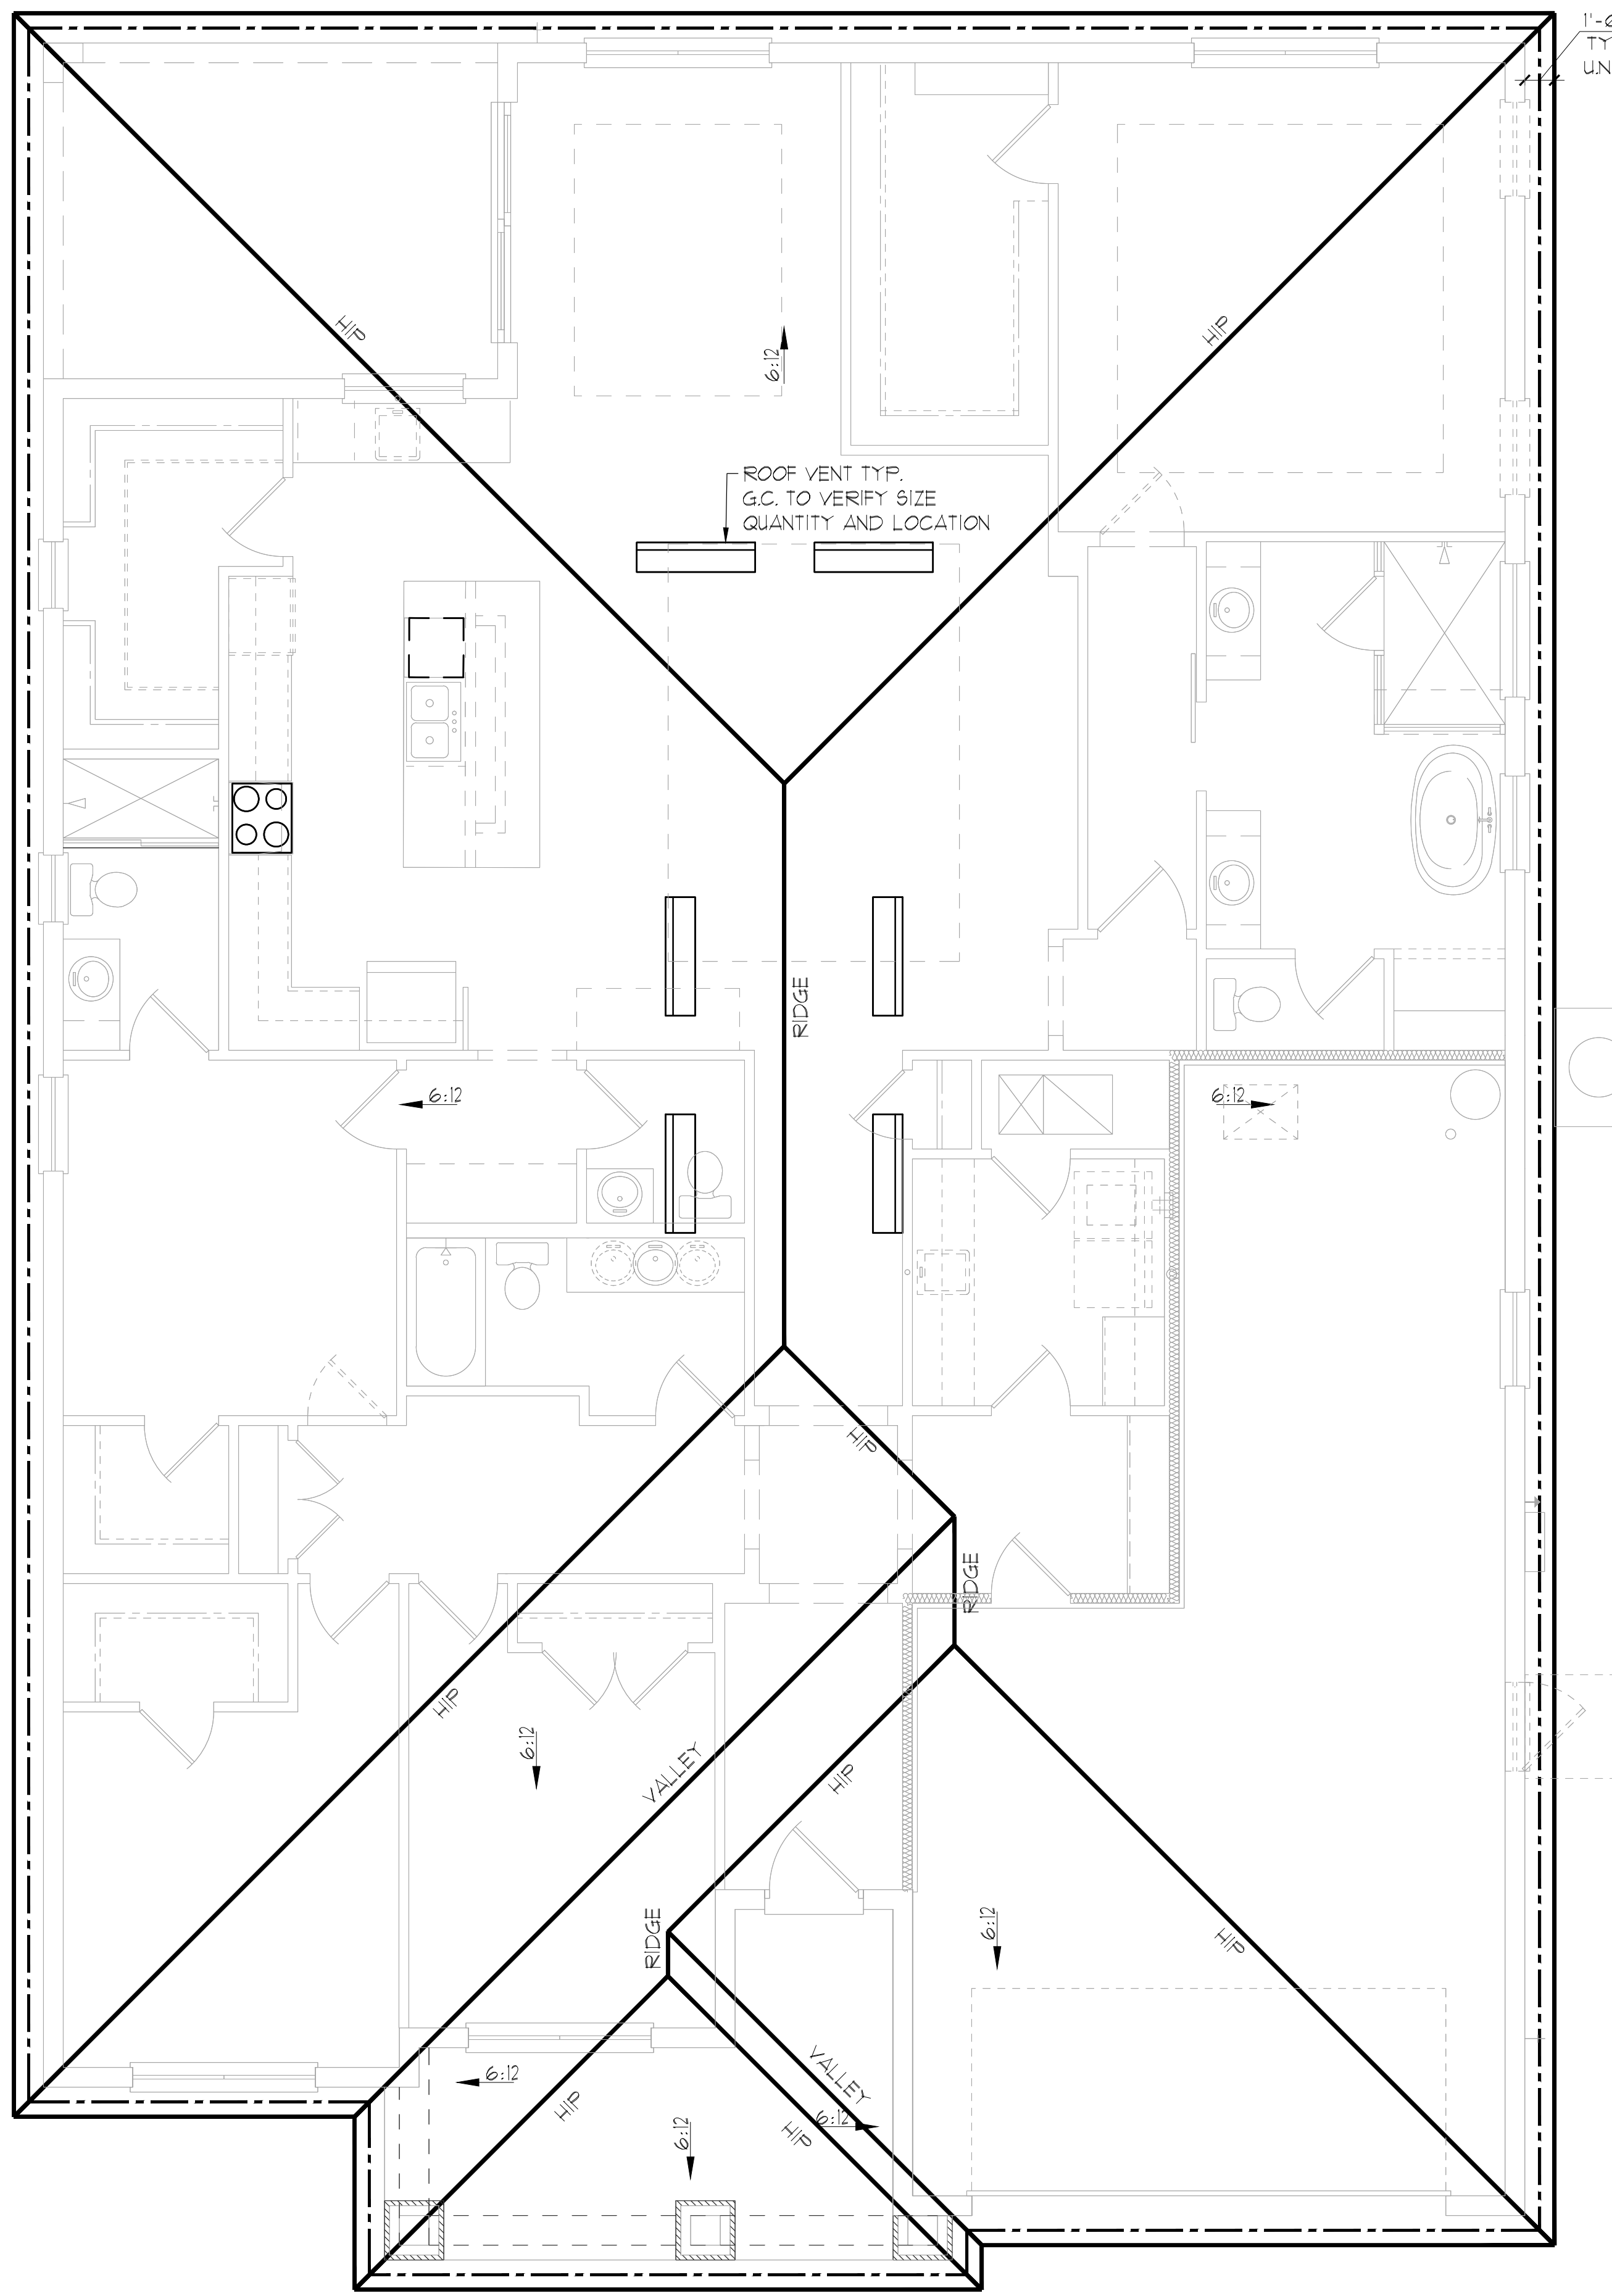 TY
U.N
HIP
HIP
6:12
ROOF VENT TYP.
G.C. TO VERIFY SIZE
QUANTITY AND LOCATION
RIDGE
6:12
6:12
HIP
RIDGE
HIP
6:12
VALLEY
HIP
RIDGE
6:12
HIP
6:12
VALLEY
HIP
6:12
HIP
6:12